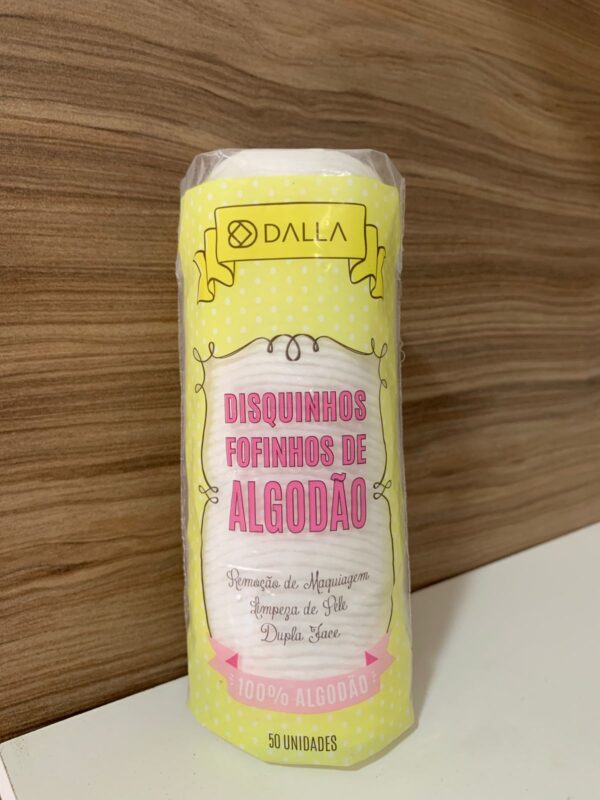 DALLA
DISQUINHOS
FOFINHOS DE
ALGODÃO
Remoção de Maquiagem
Limpeza de Pele
Dupla Face
100% ALGODÃO
50 UNIDADES